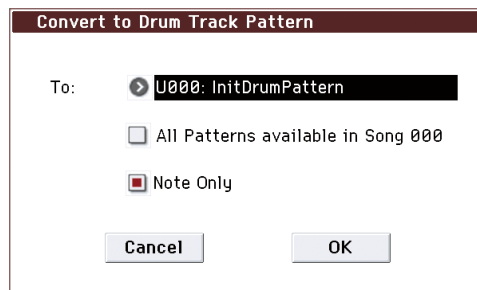 Convert to Drum Track Pattern
To: U000: InitDrumPattern
All Patterns available in Song 000
Note Only
Cancel OK